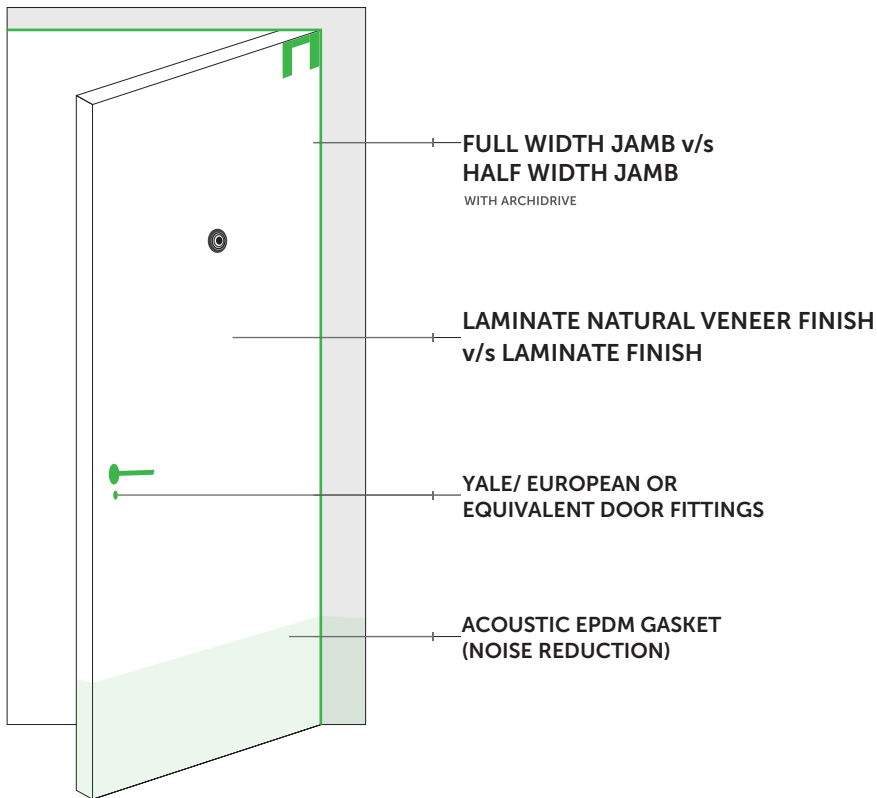 FULL WIDTH JAMB v/s
HALF WIDTH JAMB
WITH ARCHIDRIVE
LAMINATE NATURAL VENEER FINISH
v/s LAMINATE FINISH
YALE/ EUROPEAN OR
EQUIVALENT DOOR FITTINGS
ACOUSTIC EPDM GASKET
(NOISE REDUCTION)